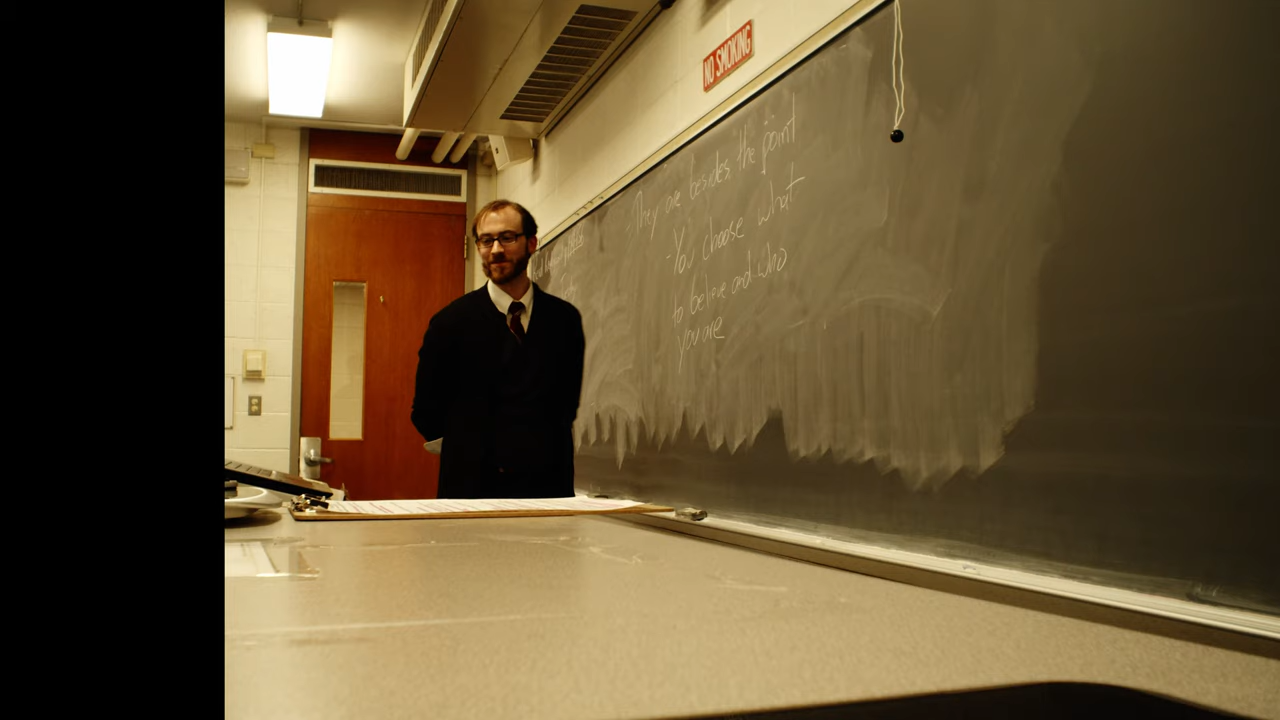 NO SMOKING
-They are besides the point
-You choose what
to believe and who
you are